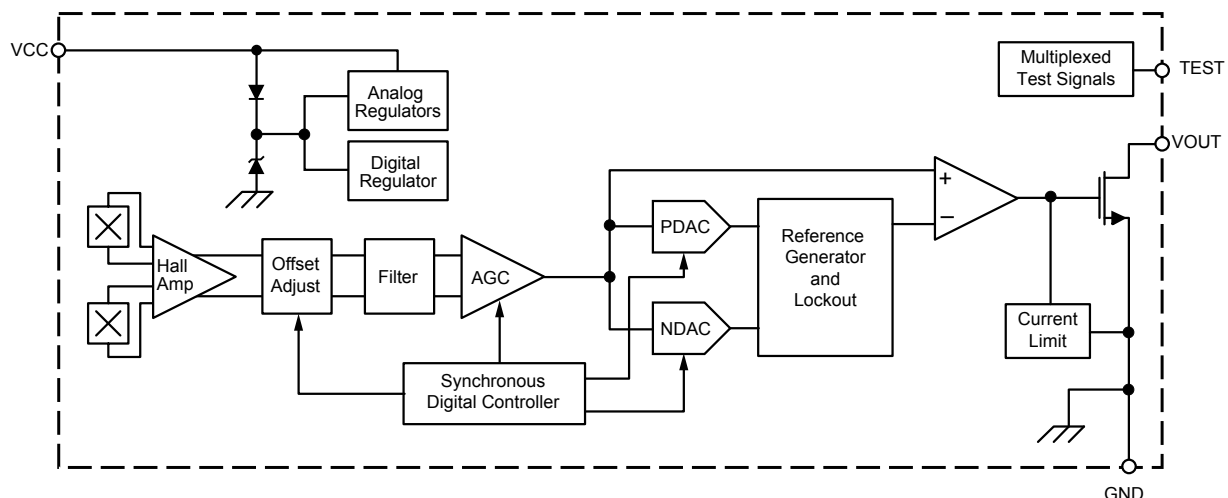 VCC
Multiplexed
Test Signals
TEST
Analog
Regulators
VOUT
Digital
Regulator
+
−
PDAC
Reference
Generator
and
Lockout
Hall
Amp
Offset
Adjust
Filter
AGC
NDAC
Current
Limit
Synchronous
Digital Controller
GND